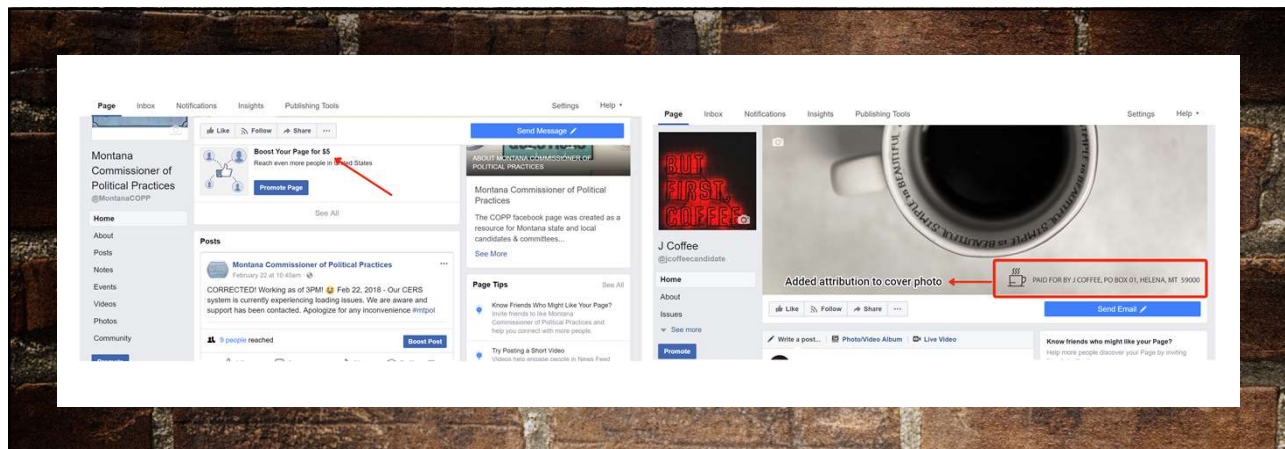 Page Inbox Notifications Insights Publishing Tools Settings Help
Like Follow Share ...
Send Message
Montana
Commissioner of
Political Practices
@MontanaCOPP
Home
About
Posts
Notes
Events
Videos
Photos
Community
Promote
Boost Your Page for $5
Reach even more people in United States
Promote Page
See All
Posts
Montana Commissioner of Political Practices
February 22 at 10:45am
CORRECTED! Working as of 3PM! 😃 Feb 22, 2018 - Our CERS
system is currently experiencing loading issues. We are aware and
support has been contacted. Apologize for any inconvenience #mtpol
9 people reached
Boost Post
QUESTIONS
ABOUT MONTANA COMMISSIONER OF
POLITICAL PRACTICES
Montana Commissioner of Political
Practices
The COPP facebook page was created as a
resource for Montana state and local
candidates & committees...
See More
Page Tips See All
Know Friends Who Might Like Your Page?
Invite friends to like Montana
Commissioner of Political Practices and
help you connect with more people.
Try Posting a Short Video
Videos help engage people in News Feed
Page Inbox Notifications Insights Publishing Tools Settings Help
BUT
FIRST,
COFFEE
J Coffee
@jcoffeecandidate
Home
About
Issues
See more
Promote
SIMPLE is BEAUTIFUL
Added attribution to cover photo
PAID FOR BY J COFFEE, PO BOX 01, HELENA, MT 59000
Like Follow Share ...
Send Email
Write a post... Photo/Video Album Live Video
Know friends who might like your Page?
Help more people discover your Page by inviting